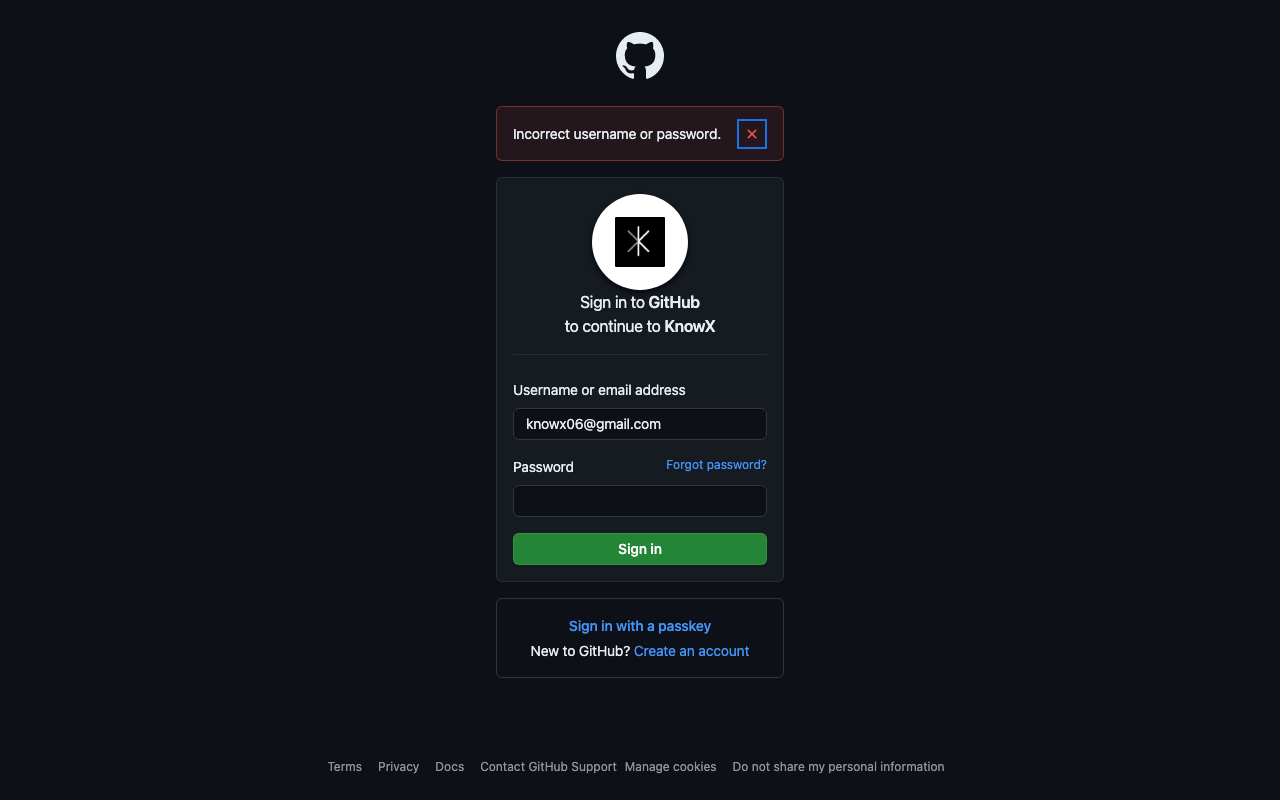 Incorrect username or password.
Sign in to GitHub
to continue to KnowX
Username or email address
knowx06@gmail.com
Password
Forgot password?
Sign in
Sign in with a passkey
New to GitHub? Create an account
Terms Privacy Docs Contact GitHub Support Manage cookies Do not share my personal information